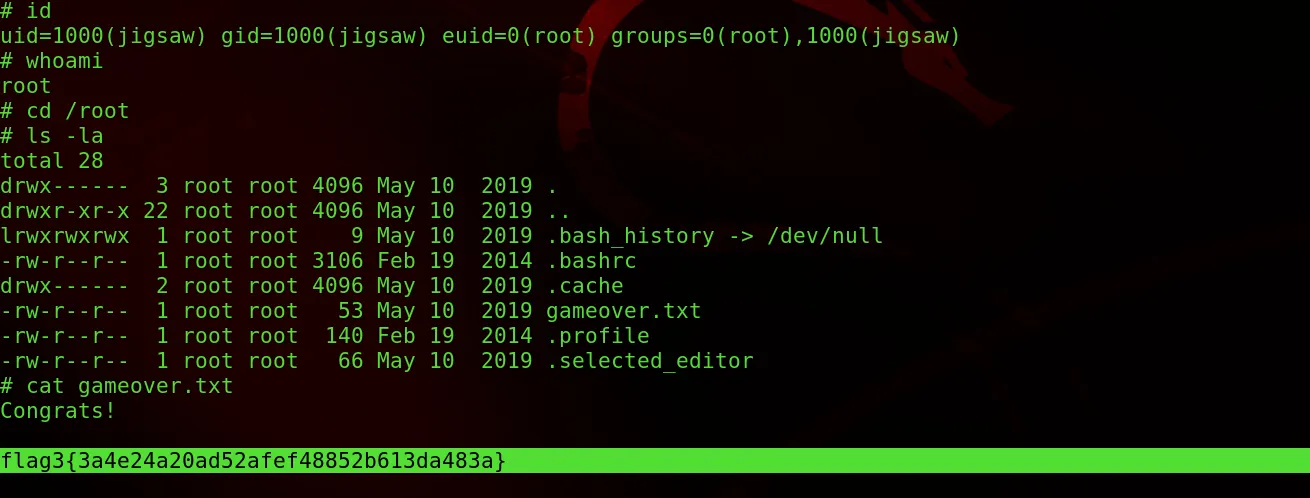 # id
uid=1000(jigsaw) gid=1000(jigsaw) euid=0(root) groups=0(root),1000(jigsaw)
# whoami
root
# cd /root
# ls -la
total 28
drwx------  3 root root 4096 May 10  2019 .
drwxr-xr-x 22 root root 4096 May 10  2019 ..
lrwxrwxrwx  1 root root    9 May 10  2019 .bash_history -> /dev/null
-rw-r--r--  1 root root 3106 Feb 19  2014 .bashrc
drwx------  2 root root 4096 May 10  2019 .cache
-rw-r--r--  1 root root   53 May 10  2019 gameover.txt
-rw-r--r--  1 root root  140 Feb 19  2014 .profile
-rw-r--r--  1 root root   66 May 10  2019 .selected_editor
# cat gameover.txt
Congrats!
flag3{3a4e24a20ad52afef48852b613da483a}